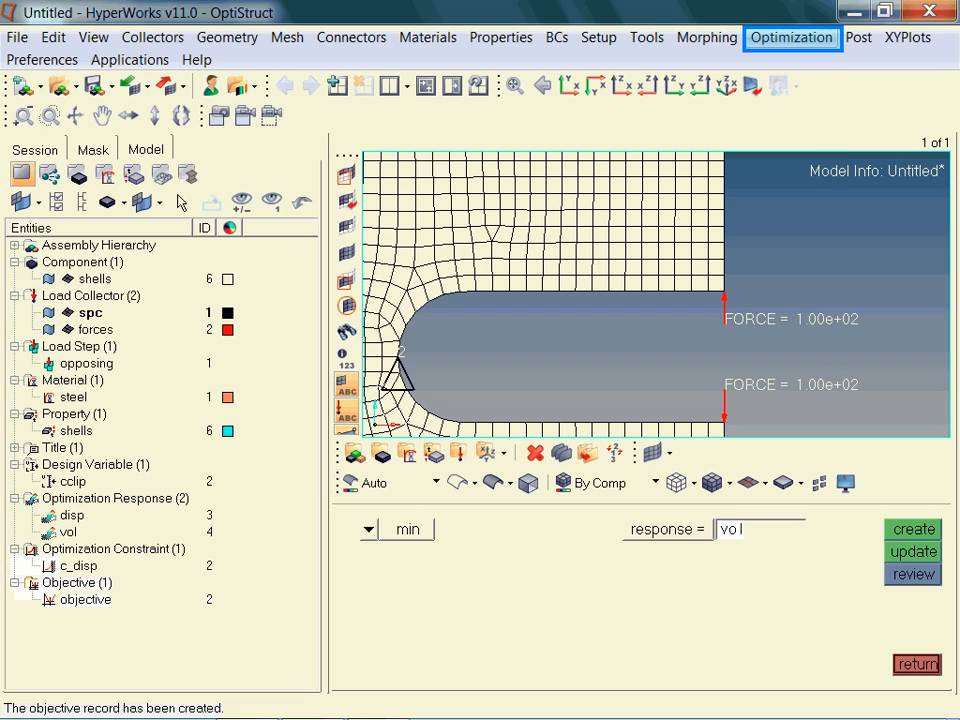 Untitled - HyperWorks v11.0 - OptiStruct
File Edit View Collectors Geometry Mesh Connectors Materials Properties BCs Setup Tools Morphing Optimization Post XYPlots
Preferences Applications Help
Session Mask Model
1 of 1
Model Info: Untitled*
Entities ID
Assembly Hierarchy
Component (1)
shells 6
Load Collector (2)
spc 1
forces 2
Load Step (1)
opposing 1
Material (1)
steel 1
Property (1)
shells 6
Title (1)
Design Variable (1)
cclip 2
Optimization Response (2)
disp 3
vol 4
Optimization Constraint (1)
c_disp 2
Objective (1)
objective 2
123
ABC
ABC
FORCE = 1.00e+02
2
FORCE = 1.00e+02
Auto By Comp
min response = vol
create
update
review
return
The objective record has been created.